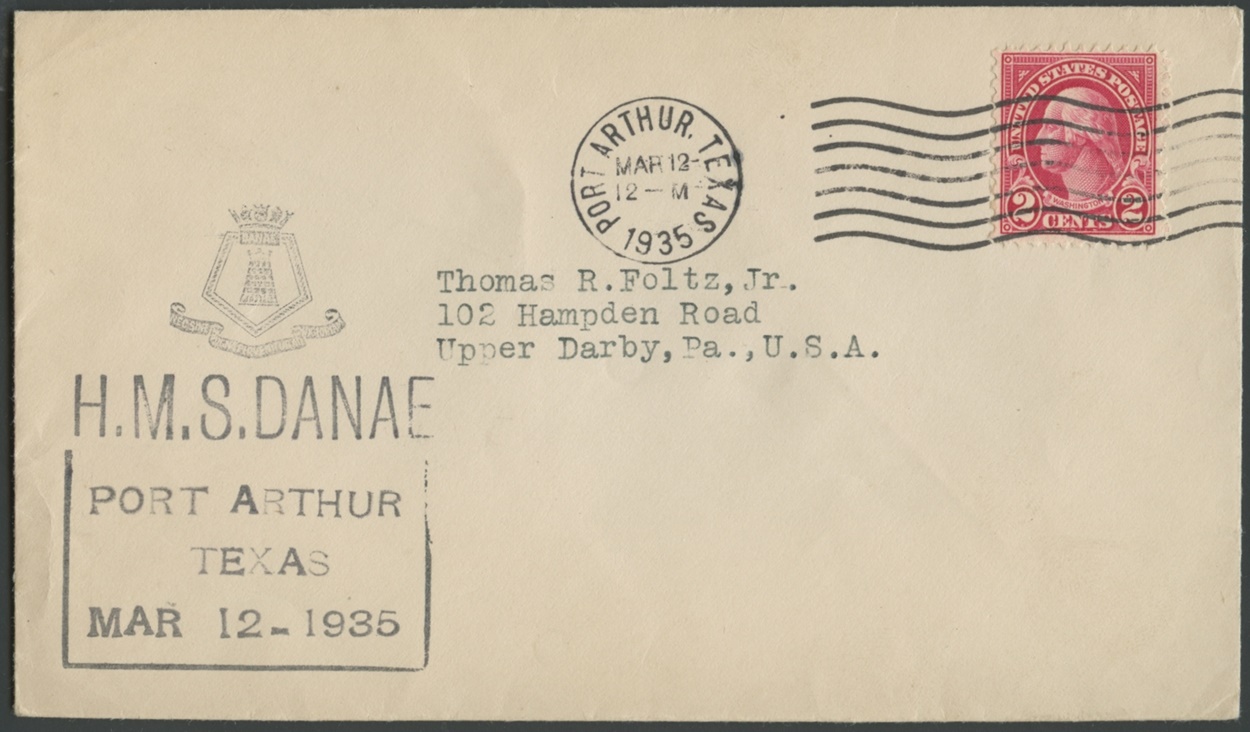 UNITED STATES POSTAGE
WASHINGTON
2 CENTS 2
PORT ARTHUR, TEXAS
MAR 12-
12 — M
1935
Thomas R.Foltz,Jr.
102 Hampden Road
Upper Darby,Pa.,U.S.A.
DANAE
H.M.S.DANAE
PORT ARTHUR
TEXAS
MAR 12-1935